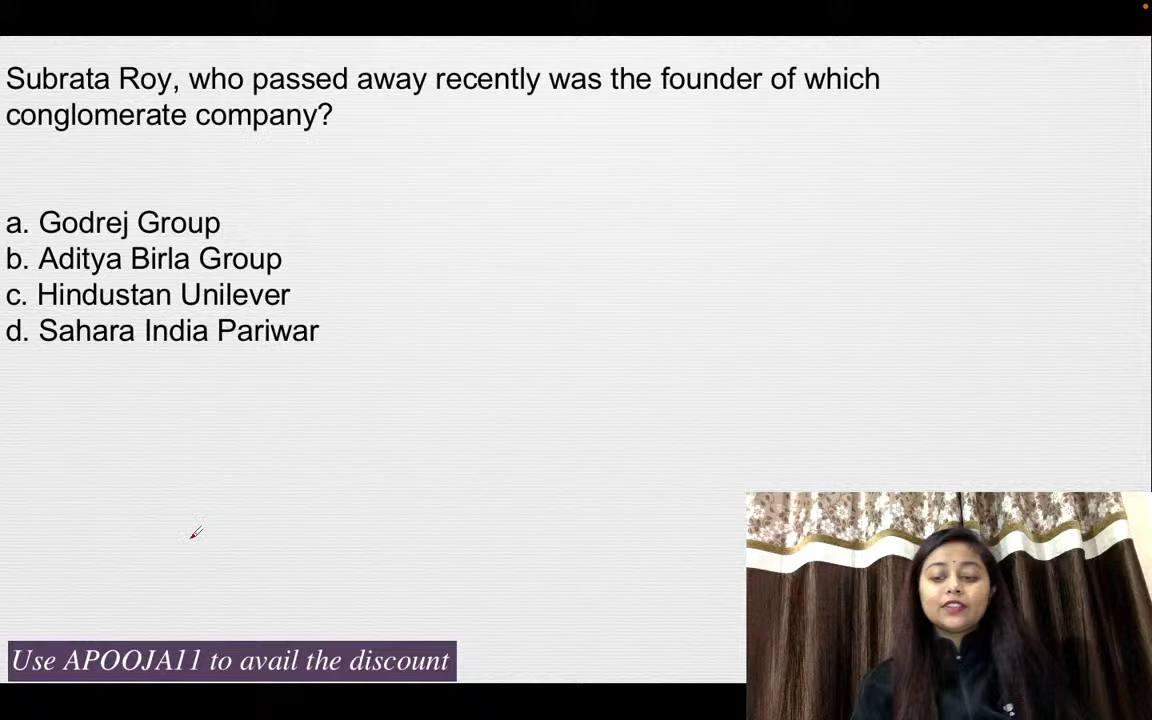 Subrata Roy, who passed away recently was the founder of which
conglomerate company?
a. Godrej Group
b. Aditya Birla Group
c. Hindustan Unilever
d. Sahara India Pariwar
Use APOOJA11 to avail the discount